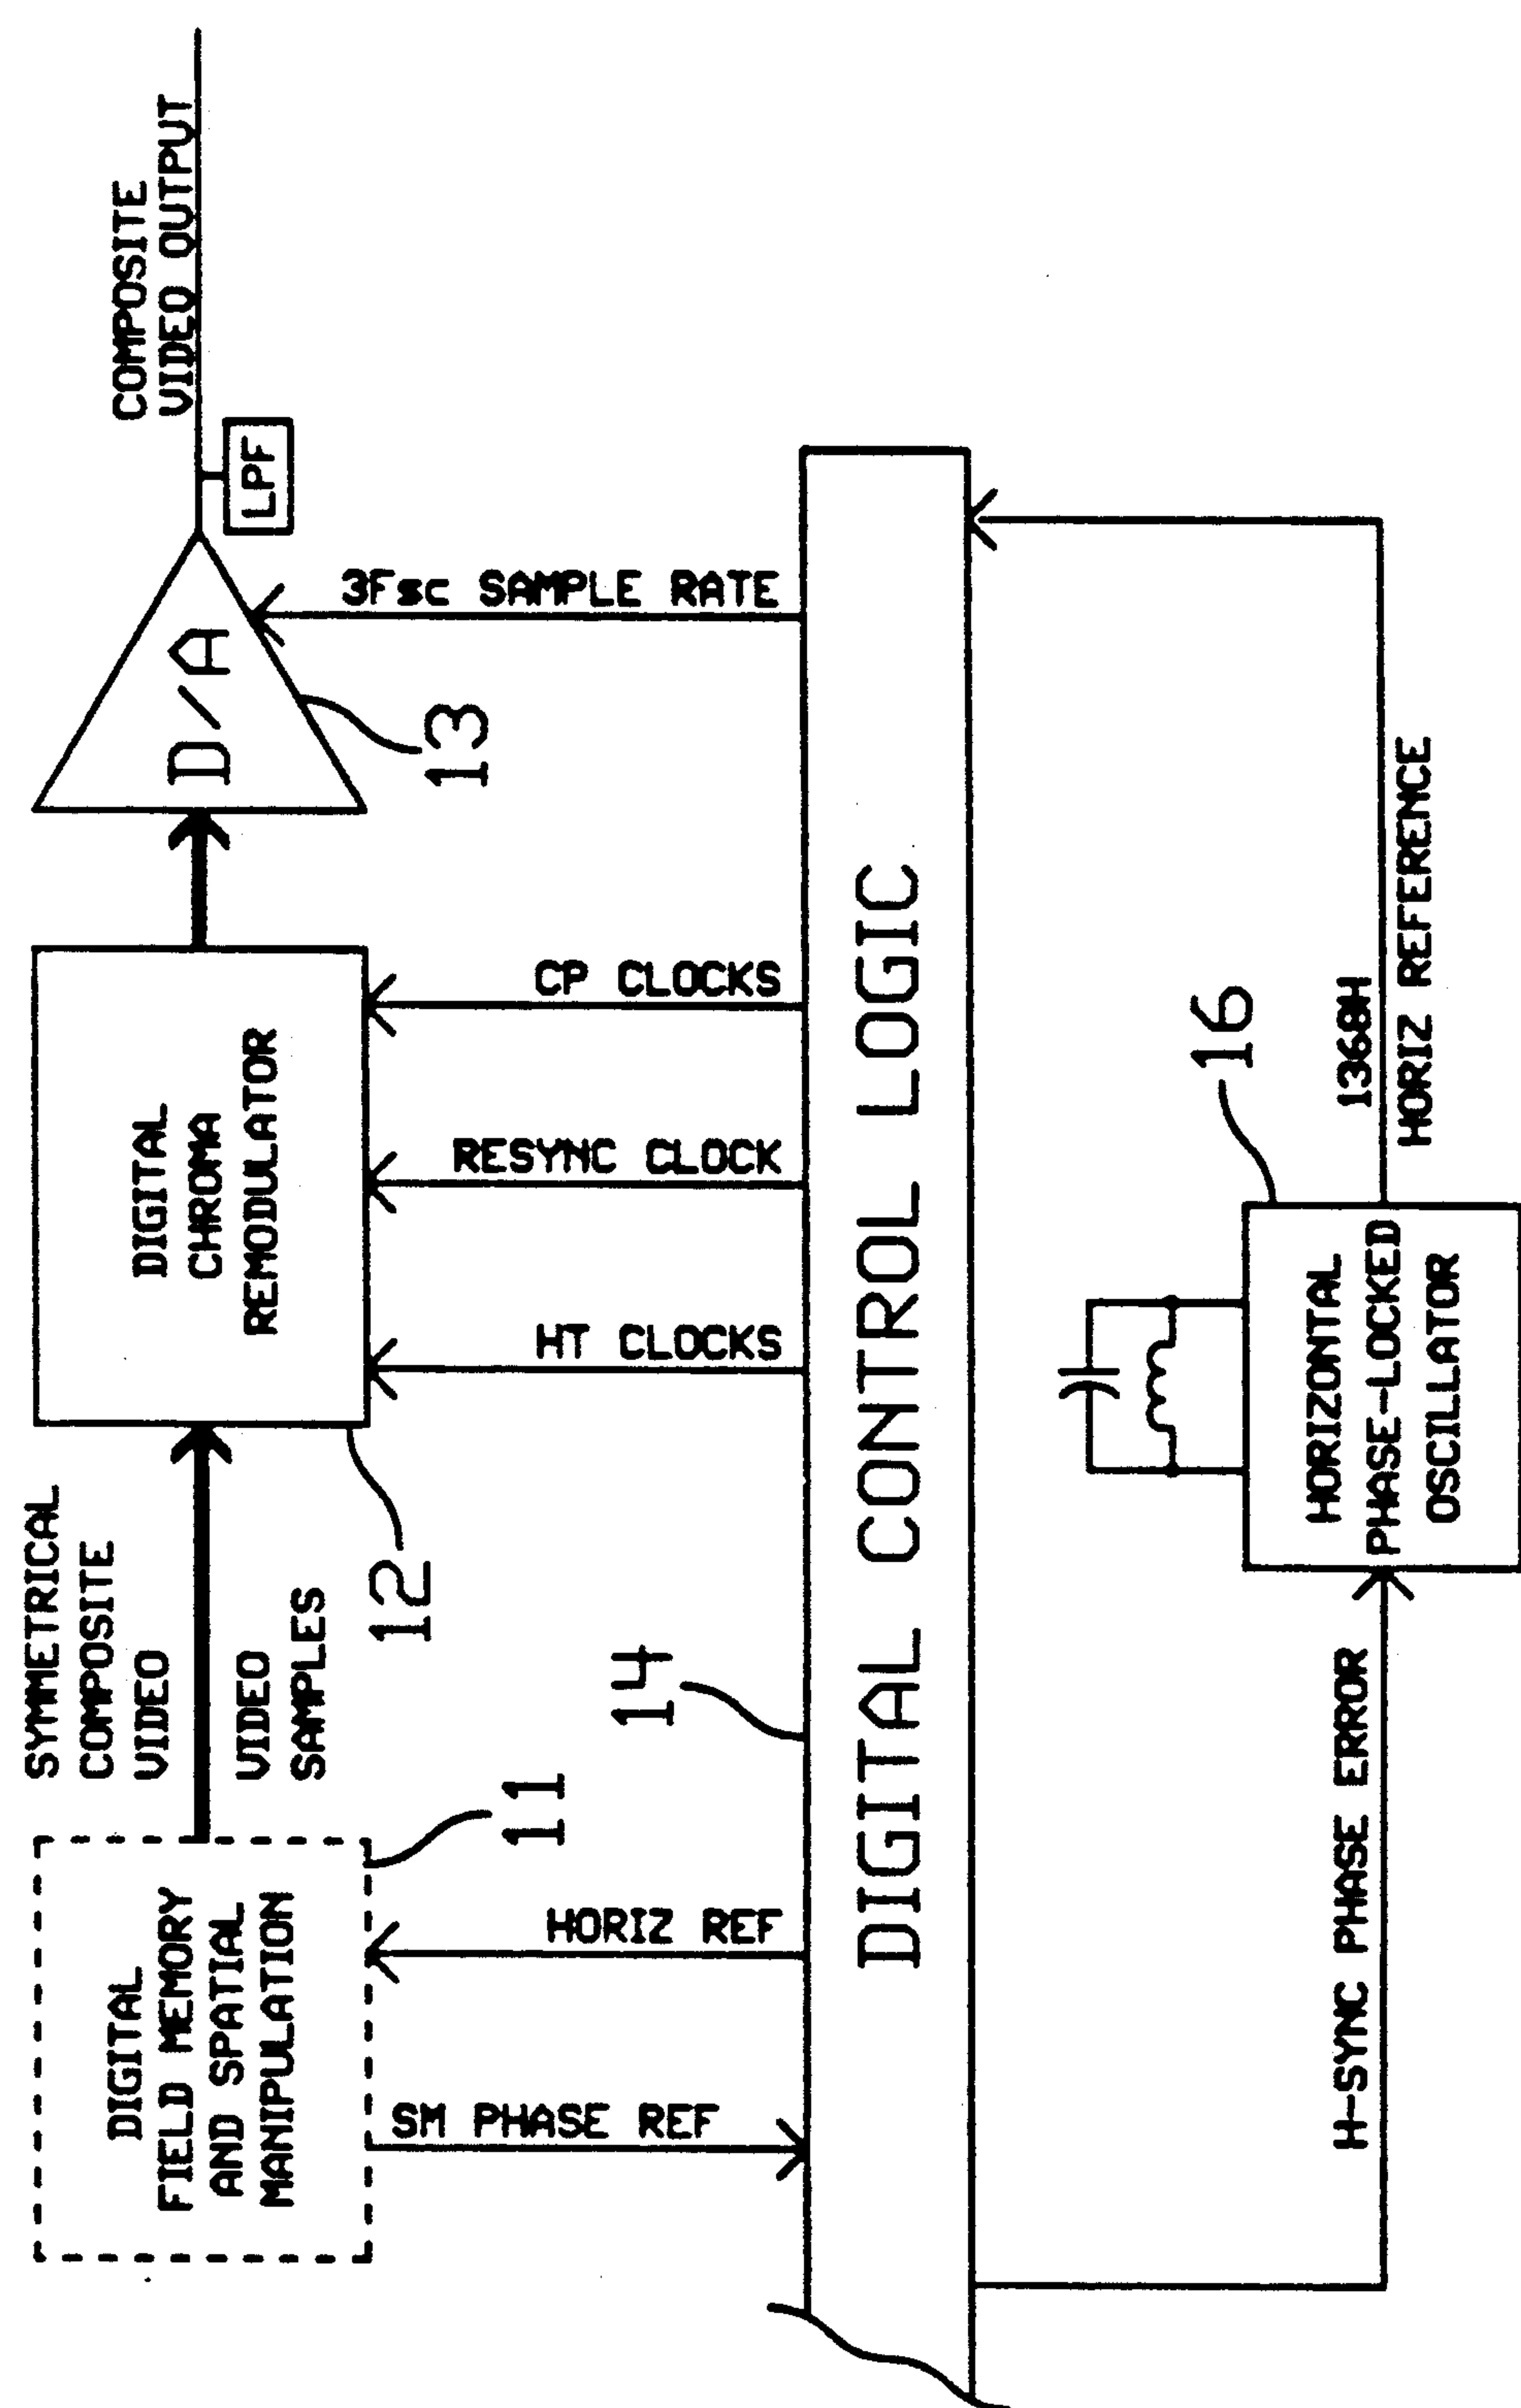 SYMMETRICAL
COMPOSITE
VIDEO
VIDEO
SAMPLES
COMPOSITE
VIDEO OUTPUT
DIGITAL
FIELD MEMORY
AND SPATIAL
MANIPULATION
11
DIGITAL
CHROMA
REMODULATOR
12
D/A
13
LPF
SM PHASE REF
HORIZ REF
HT CLOCKS
RESYNC CLOCK
CP CLOCKS
3Fsc SAMPLE RATE
14
DIGITAL CONTROL LOGIC
H-SYNC PHASE ERROR
HORIZONTAL
PHASE-LOCKED
OSCILLATOR
16
1368H
HORIZ REFERENCE